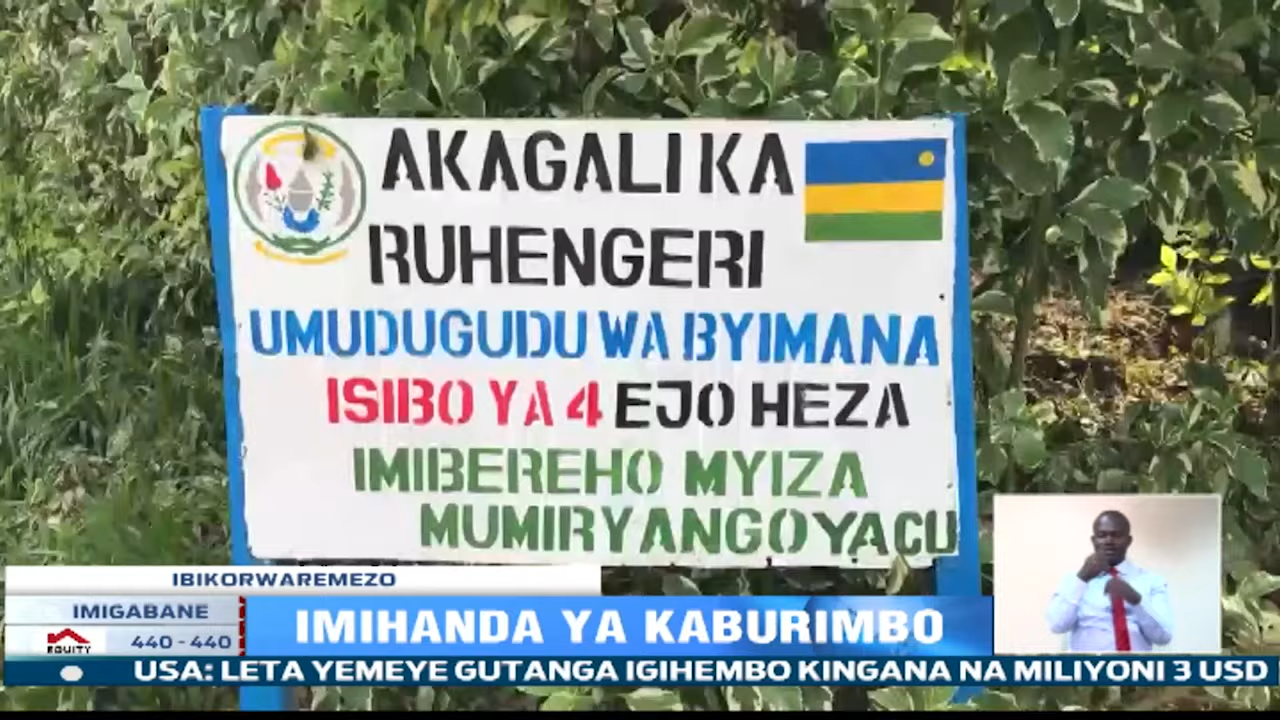 AKAGALI KA
RUHENGERI
UMUDUGUDU WA BYIMANA
ISIBO YA 4 EJO HEZA
IMIBEREHO MYIZA
MUMIRYANGO YACU
IBIKORWAREMEZO
IMIGABANE
EQUITY
440 - 440
IMIHANDA YA KABURIMBO
USA: LETA YEMEYE GUTANGA IGIHEMBO KINGANA NA MILIYONI 3 USD